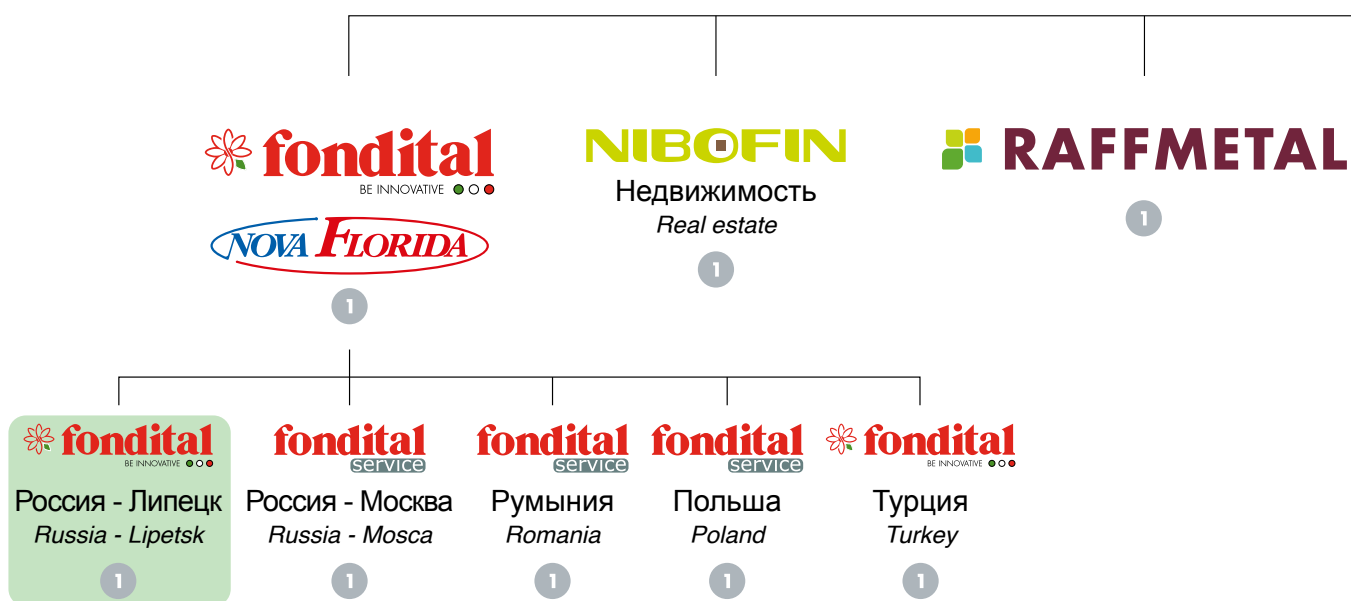 fondital
BE INNOVATIVE
NOVA FLORIDA
1
NIBOFIN
Недвижимость
Real estate
1
RAFFMETAL
1
fondital
BE INNOVATIVE
Россия - Липецк
Russia - Lipetsk
1
fondital
service
Россия - Москва
Russia - Mosca
1
fondital
service
Румыния
Romania
1
fondital
service
Польша
Poland
1
fondital
BE INNOVATIVE
Турция
Turkey
1